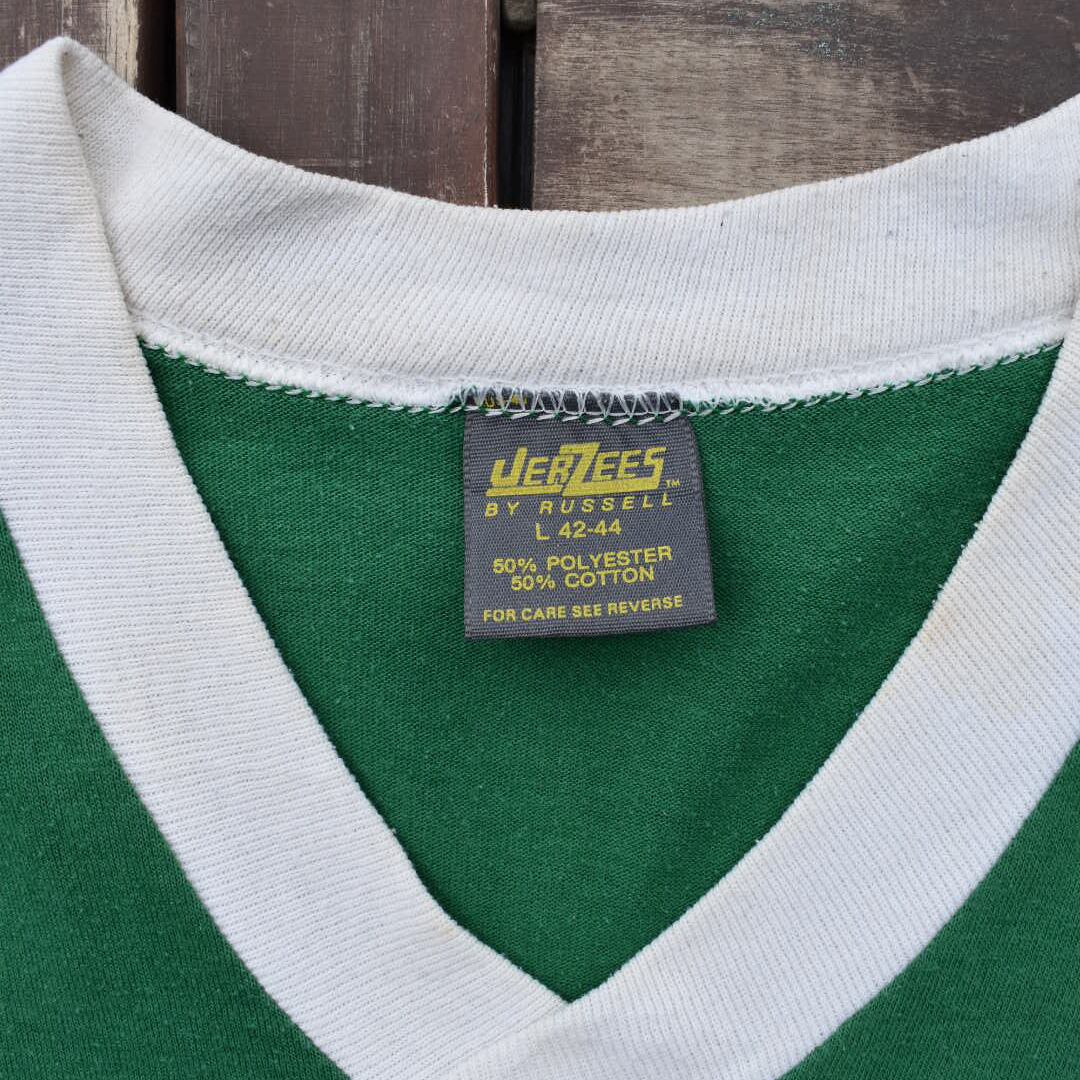 JERZEES™
BY RUSSELL
L 42-44
50% POLYESTER
50% COTTON
FOR CARE SEE REVERSE